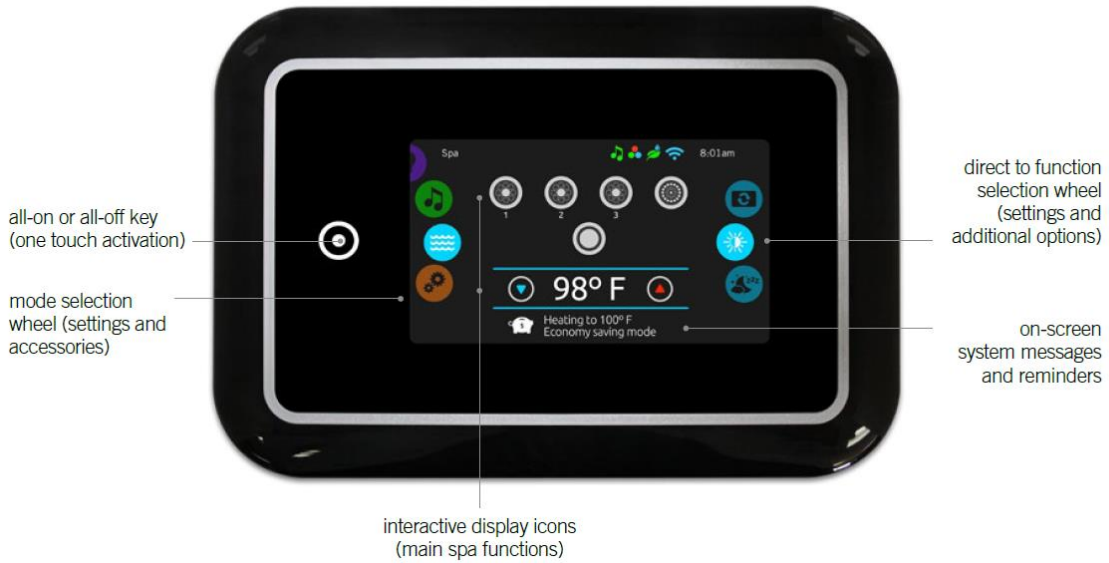 Spa
8:01am
1
2
3
98º F
Heating to 100º F
Economy saving mode
all-on or all-off key
(one touch activation)
mode selection
wheel (settings and
accessories)
direct to function
selection wheel
(settings and
additional options)
on-screen
system messages
and reminders
interactive display icons
(main spa functions)